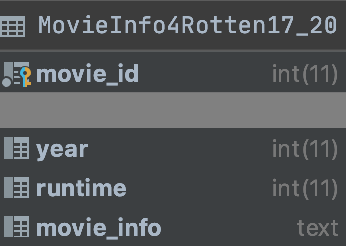 MovieInfo4Rotten17_20
movie_id int(11)
year int(11)
runtime int(11)
movie_info text